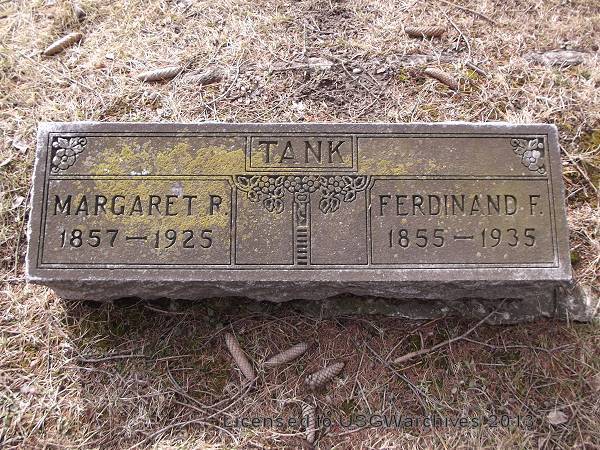 TANK
MARGARET R.
1857 — 1925
FERDINAND F.
1855 — 1935
Licensed to USGWarchives 2013